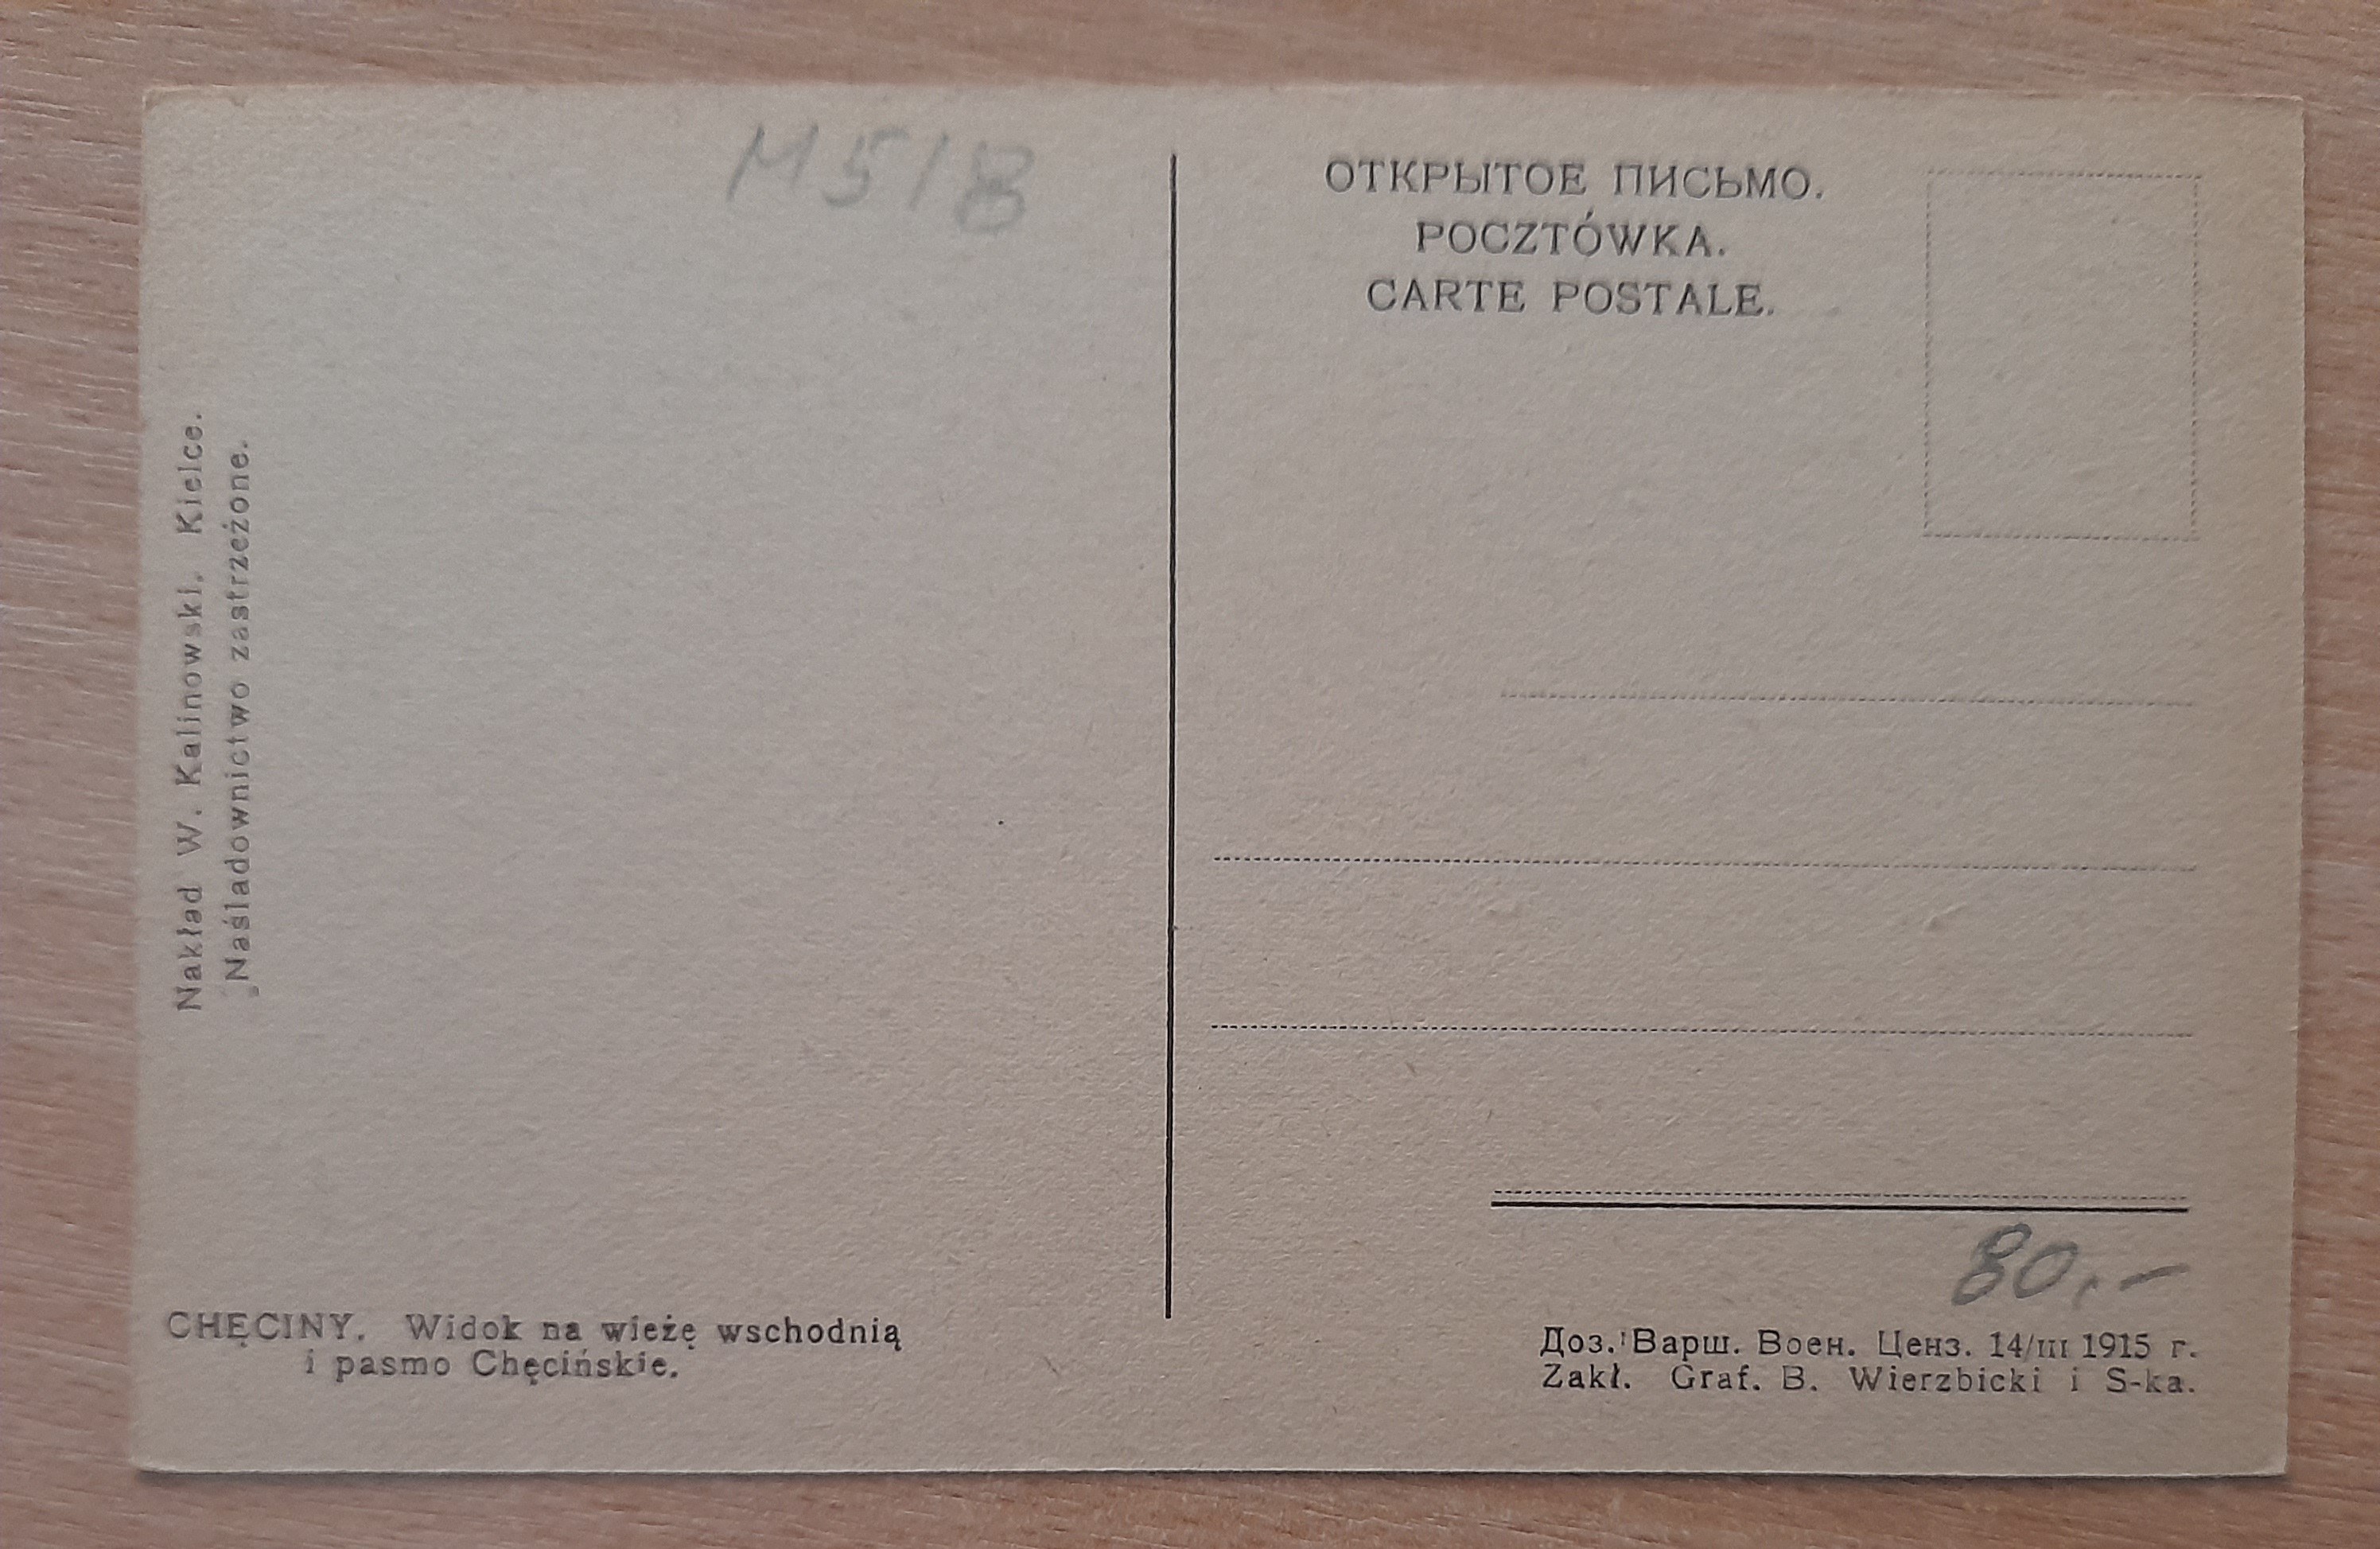 M518
ОТКРЫТОЕ ПИСЬМО.
POCZTÓWKA.
CARTE POSTALE.
Nakład W. Kalinowski. Kielce.
„Naśladownictwo zastrzeżone.
80,-
CHĘCINY. Widok na wieżę wschodnią
i pasmo Chęcińskie.
Доз. Варш. Воен. Ценз. 14/III 1915 г.
Zakł. Graf. B. Wierzbicki i S-ka.